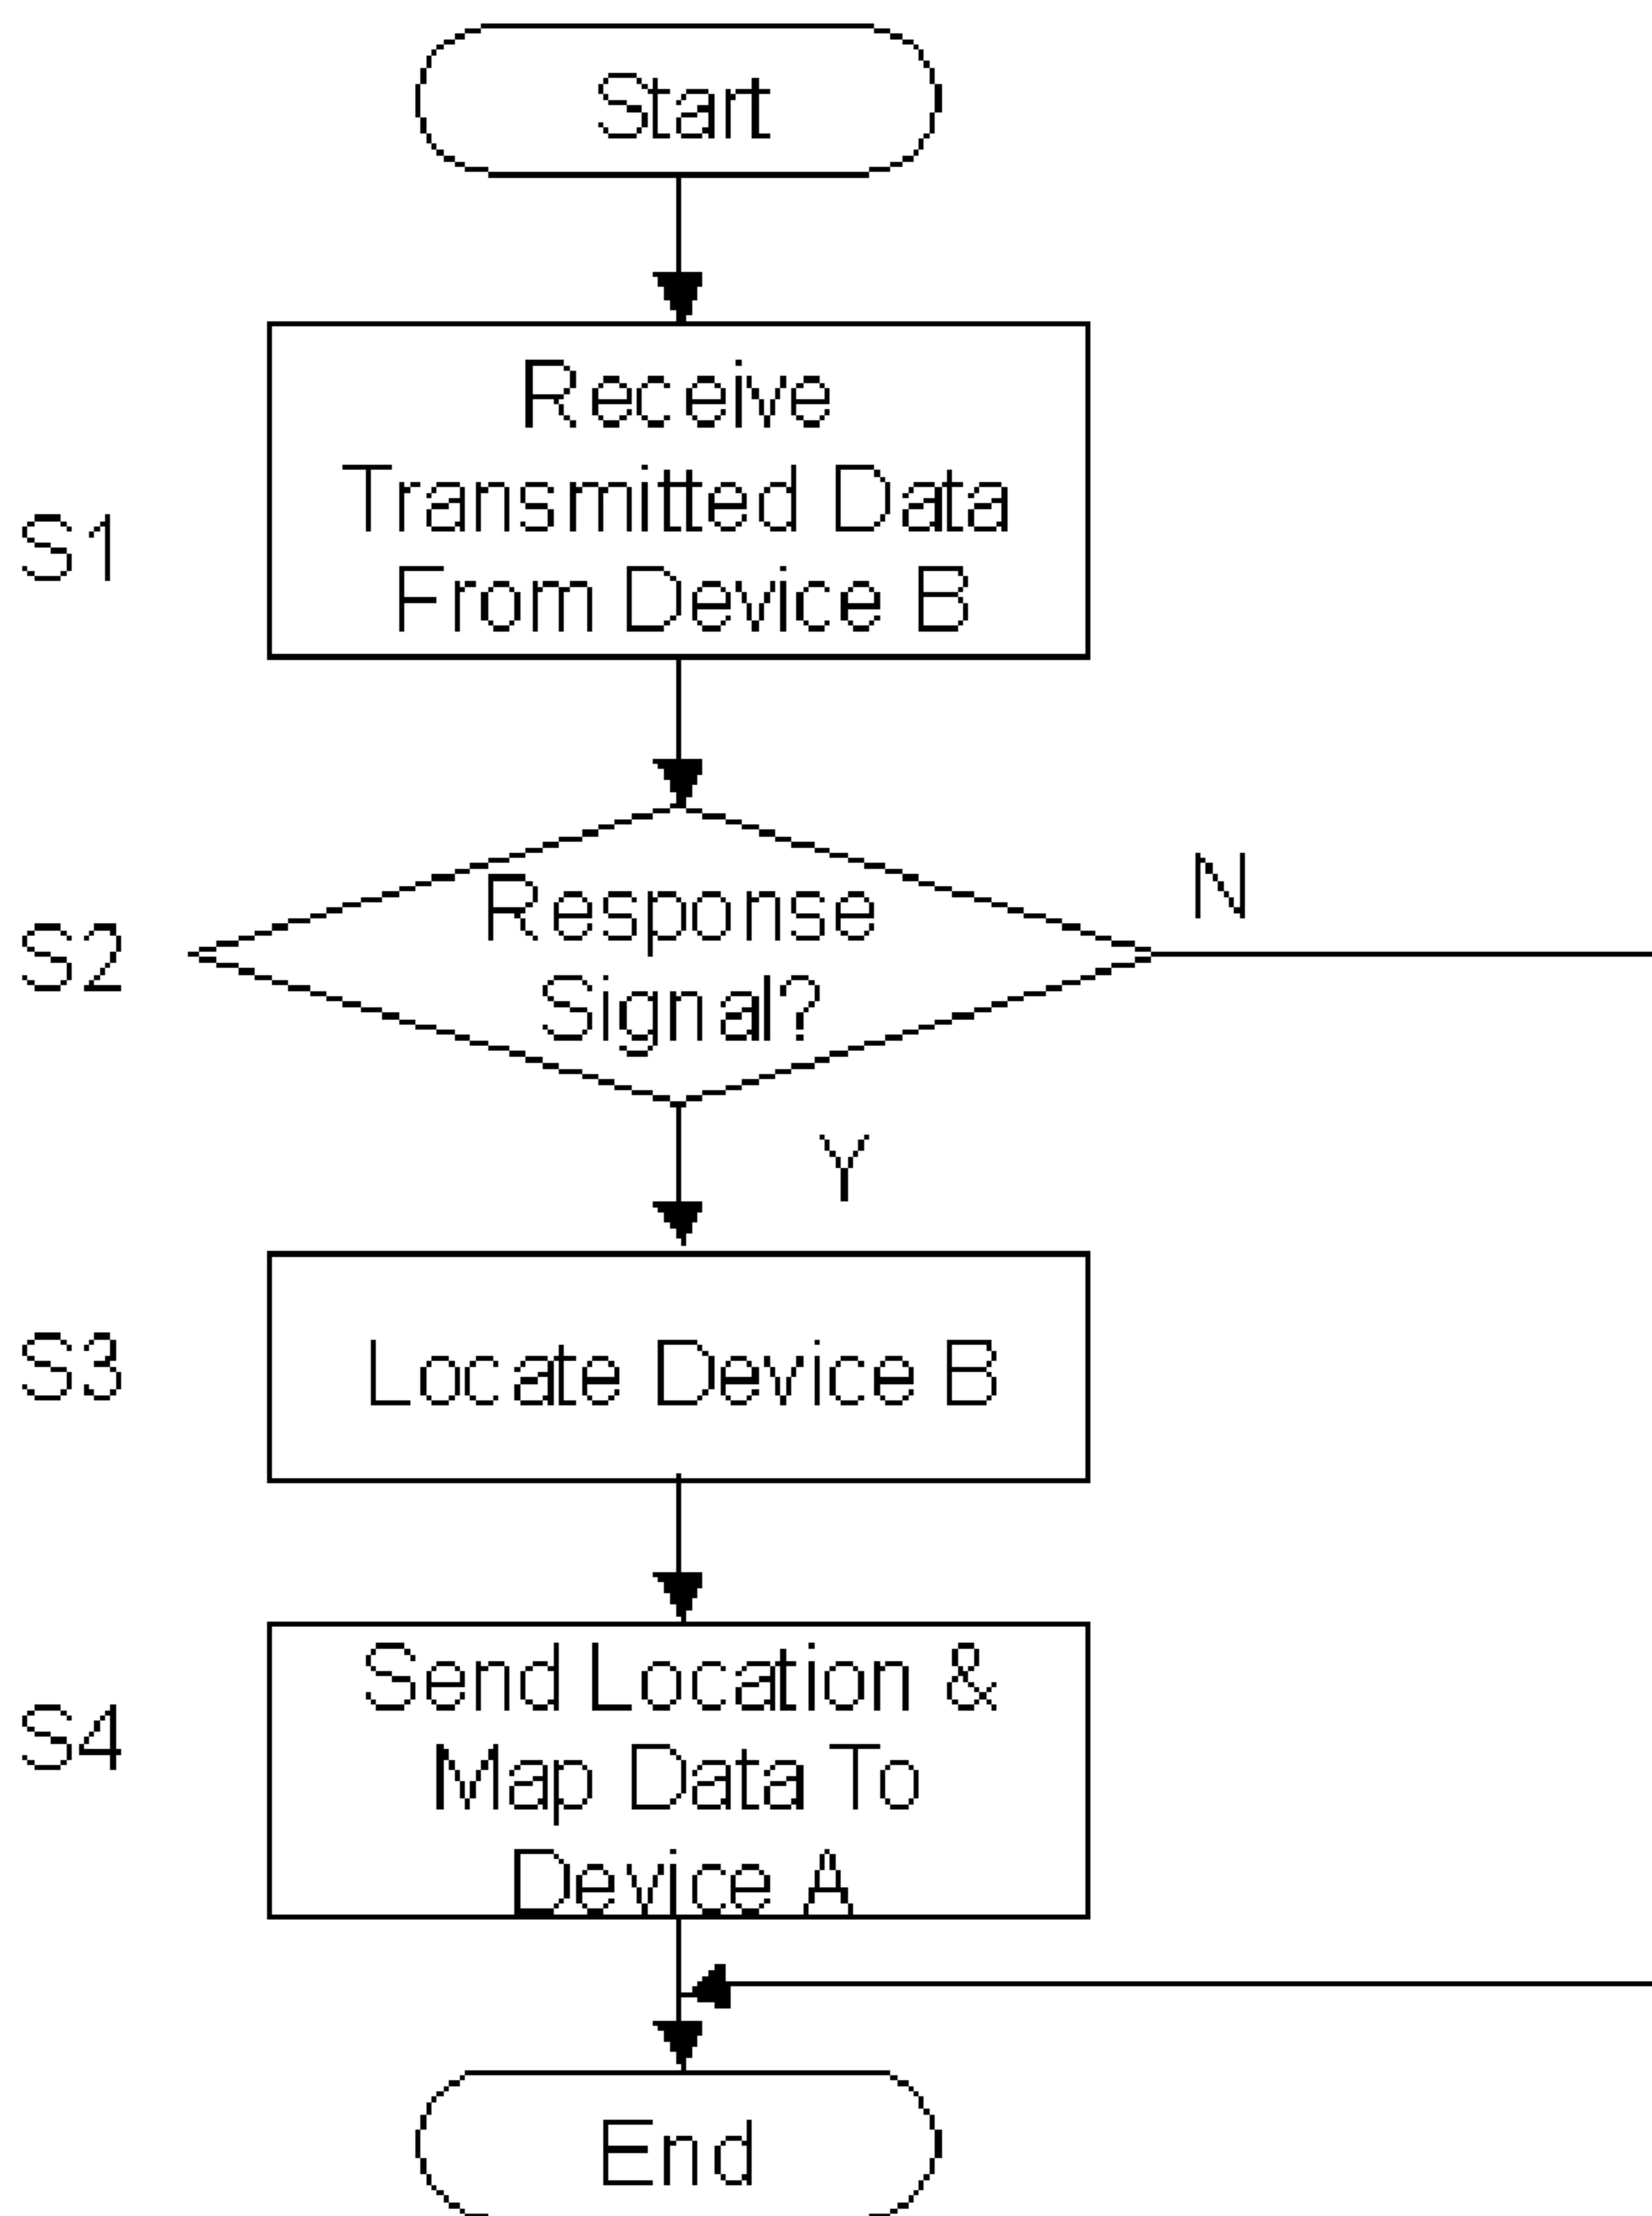 Start
S1
Receive
Transmitted Data
From Device B
S2
Response
Signal?
N
Y
S3
Locate Device B
S4
Send Location &
Map Data To
Device A
End